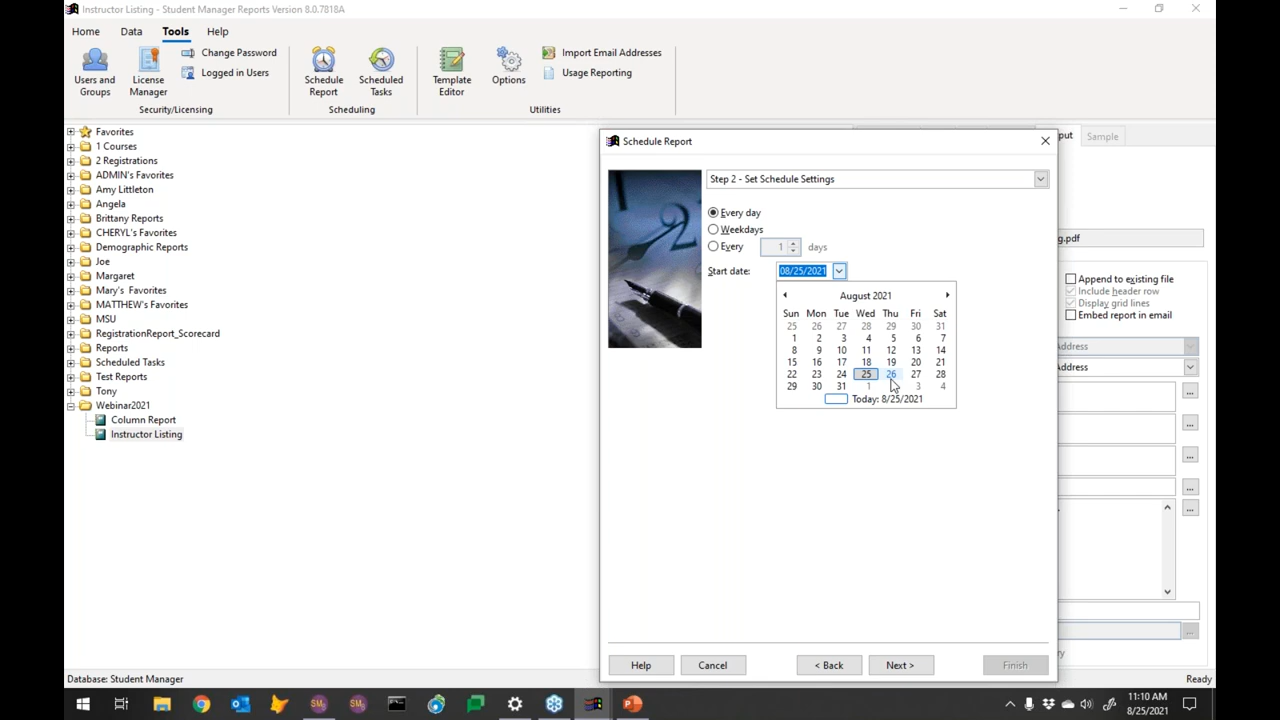 Instructor Listing - Student Manager Reports Version 8.0.7818A
Home Data Tools Help
Users and Groups
License Manager
Change Password
Logged in Users
Security/Licensing
Schedule Report
Scheduled Tasks
Scheduling
Template Editor
Options
Import Email Addresses
Usage Reporting
Utilities
Favorites
1 Courses
2 Registrations
ADMIN's Favorites
Amy Littleton
Angela
Brittany Reports
CHERYL's Favorites
Demographic Reports
Joe
Margaret
Mary's Favorites
MATTHEW's Favorites
MSU
RegistrationReport_Scorecard
Reports
Scheduled Tasks
Test Reports
Tony
Webinar2021
Column Report
Instructor Listing
Schedule Report
Step 2 - Set Schedule Settings
Every day
Weekdays
Every 1 days
Start date: 08/25/2021
August 2021
Sun Mon Tue Wed Thu Fri Sat
25 26 27 28 29 30 31
1 2 3 4 5 6 7
8 9 10 11 12 13 14
15 16 17 18 19 20 21
22 23 24 25 26 27 28
29 30 31 1 3 4
Today: 8/25/2021
Help Cancel < Back Next > Finish
put Sample
g.pdf
Append to existing file
Include header row
Display grid lines
Embed report in email
Address
Address
Database: Student Manager
Ready
11:10 AM
8/25/2021